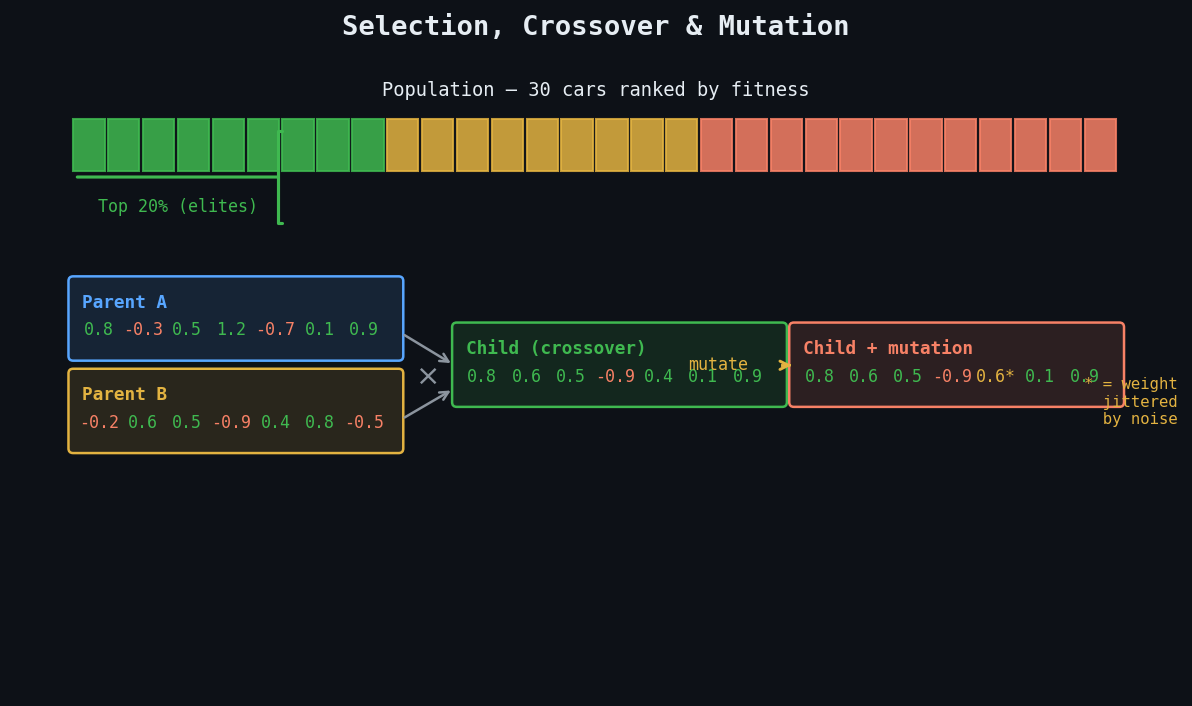 Selection, Crossover & Mutation
Population — 30 cars ranked by fitness
Top 20% (elites)
Parent A
0.8 -0.3 0.5 1.2 -0.7 0.1 0.9
Parent B
-0.2 0.6 0.5 -0.9 0.4 0.8 -0.5
×
Child (crossover)
0.8 0.6 0.5 -0.9 0.4 0.1 0.9
mutate
Child + mutation
0.8 0.6 0.5 -0.9 0.6* 0.1 0.9
* = weight
jittered
by noise